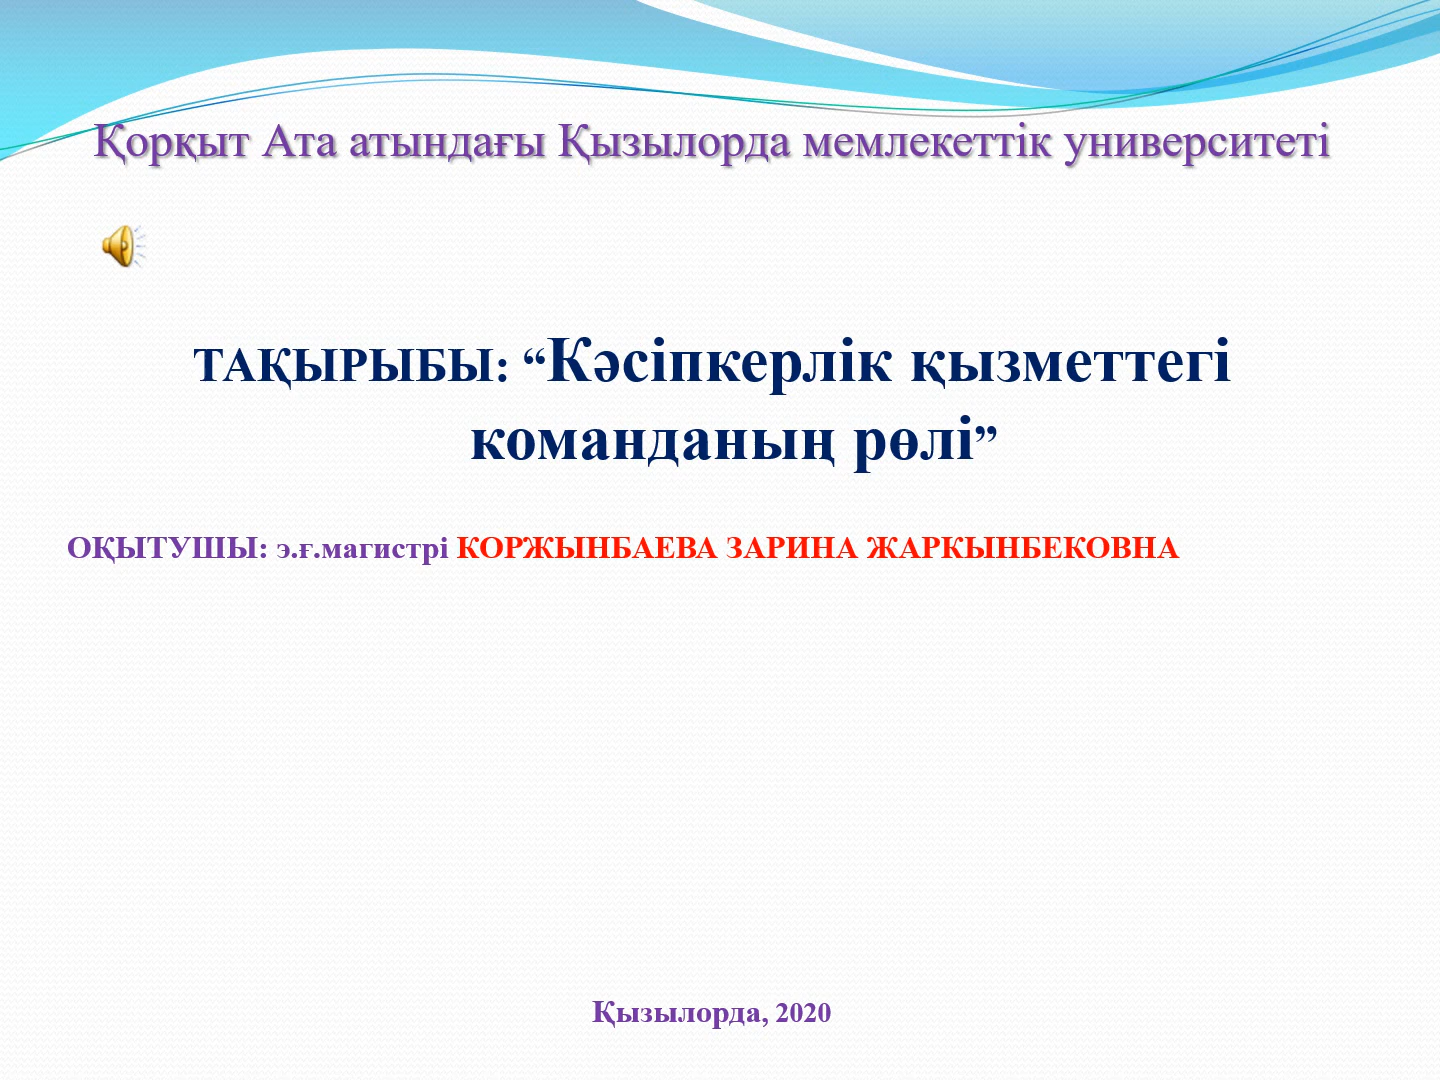 Қорқыт Ата атындағы Қызылорда мемлекеттік университеті
ТАҚЫРЫБЫ: “Кәсіпкерлік қызметтегі
команданың рөлі”
ОҚЫТУШЫ: э.ғ.магистрі КОРЖЫНБАЕВА ЗАРИНА ЖАРКЫНБЕКОВНА
Қызылорда, 2020